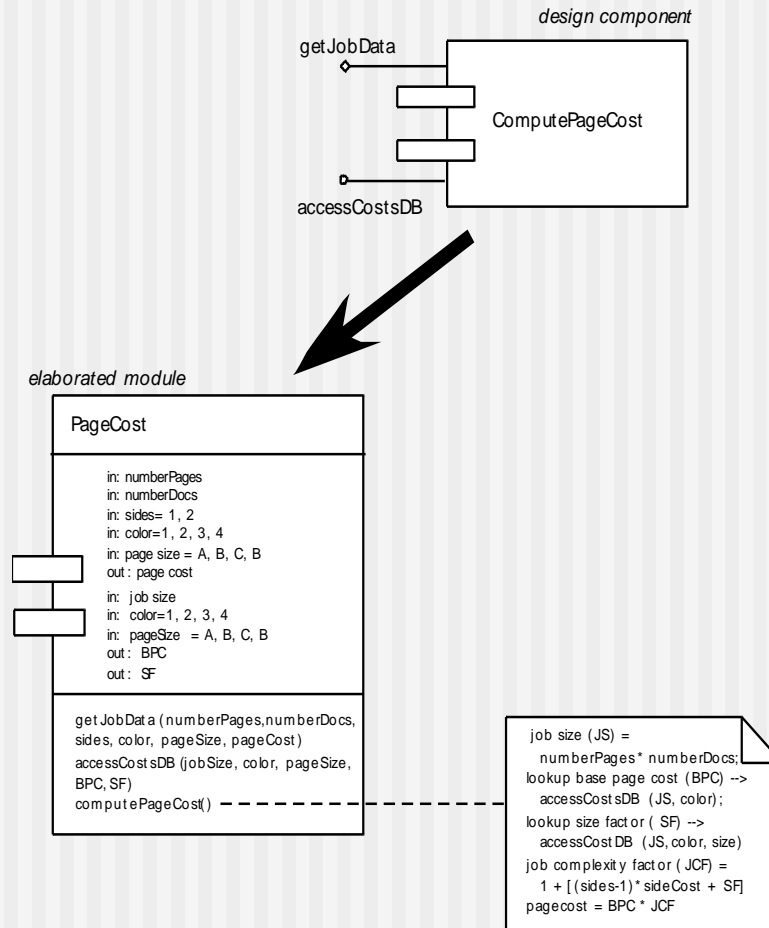 design component
getJobData
ComputePageCost
accessCostsDB
elaborated module
PageCost
in: numberPages
in: numberDocs
in: sides= 1, 2
in: color=1, 2, 3, 4
in: page size = A, B, C, B
out: page cost
in: job size
in: color=1, 2, 3, 4
in: pageSize = A, B, C, B
out: BPC
out: SF
getJobData (numberPages,numberDocs,
sides, color, pageSize, pageCost)
accessCostsDB (jobSize, color, pageSize,
BPC, SF)
computePageCost()
job size (JS) =
numberPages* numberDocs;
lookup base page cost (BPC) -->
accessCostsDB (JS, color);
lookup size factor ( SF) -->
accessCostDB (JS, color, size)
job complexity factor (JCF) =
1 + [(sides-1)* sideCost + SF]
pagecost = BPC * JCF